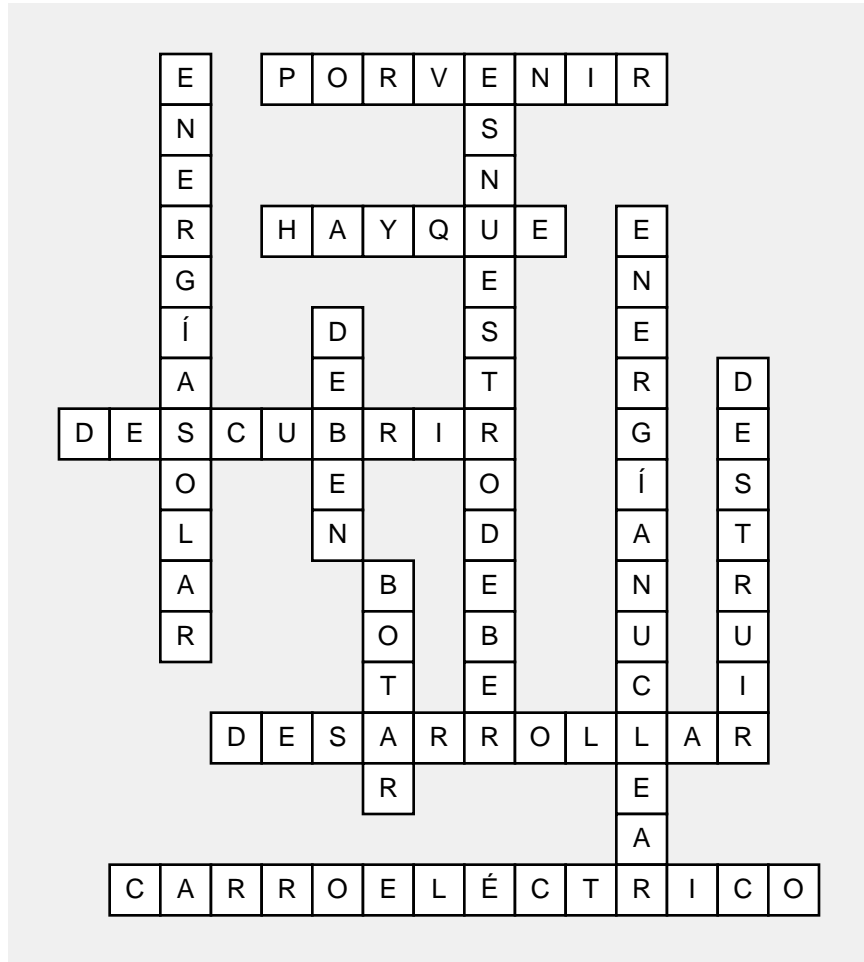 ENERGÍASOLAR
PORVENIR
ESNUESTRODEBER
HAYQUE
ENERGÍANUCLEAR
DEBEN
DESTRUIR
DESCUBRIR
BOTAR
DESARROLLAR
CARROELÉCTRICO